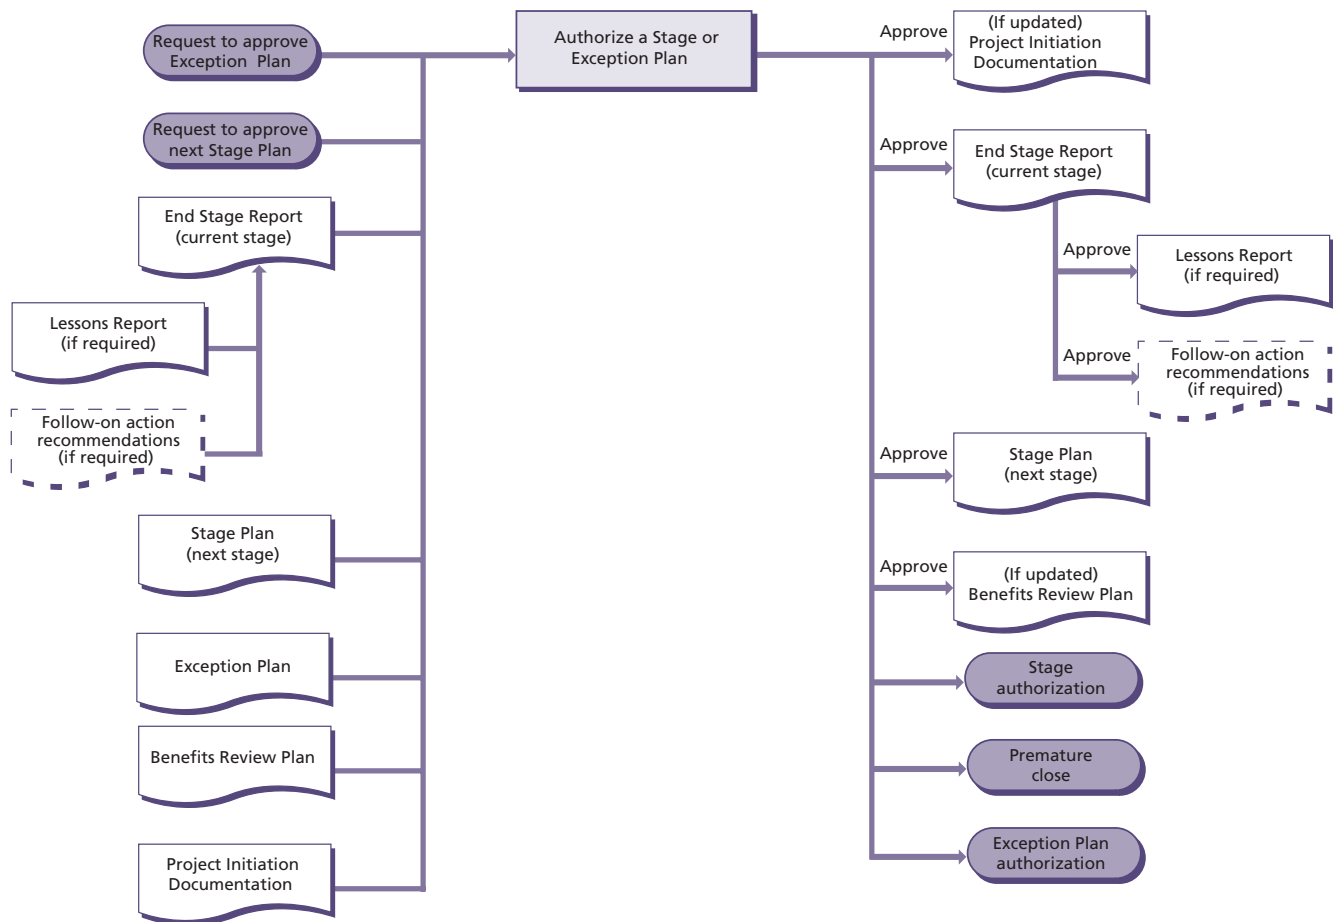 Request to approve
Exception Plan
Request to approve
next Stage Plan
End Stage Report
(current stage)
Lessons Report
(if required)
Follow-on action
recommendations
(if required)
Stage Plan
(next stage)
Exception Plan
Benefits Review Plan
Project Initiation
Documentation
Authorize a Stage or
Exception Plan
Approve
(If updated)
Project Initiation
Documentation
Approve
End Stage Report
(current stage)
Approve
Lessons Report
(if required)
Approve
Follow-on action
recommendations
(if required)
Approve
Stage Plan
(next stage)
Approve
(If updated)
Benefits Review Plan
Stage
authorization
Premature
close
Exception Plan
authorization